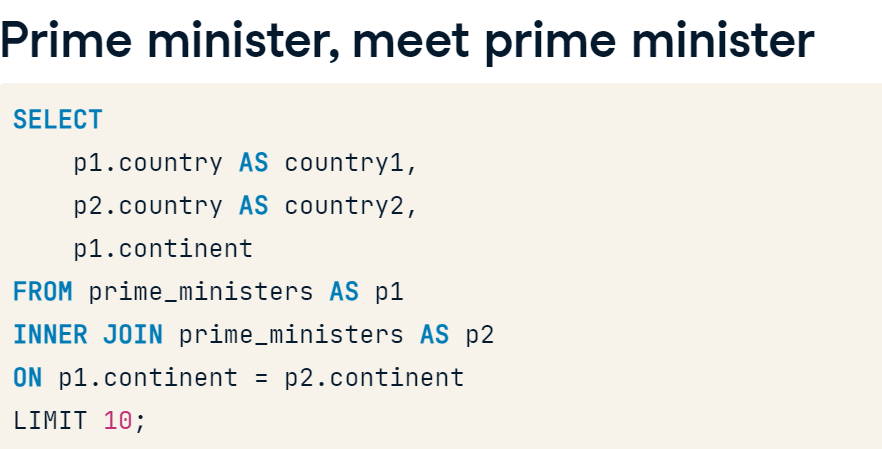 Prime minister, meet prime minister
SELECT
    p1.country AS country1,
    p2.country AS country2,
    p1.continent
FROM prime_ministers AS p1
INNER JOIN prime_ministers AS p2
ON p1.continent = p2.continent
LIMIT 10;